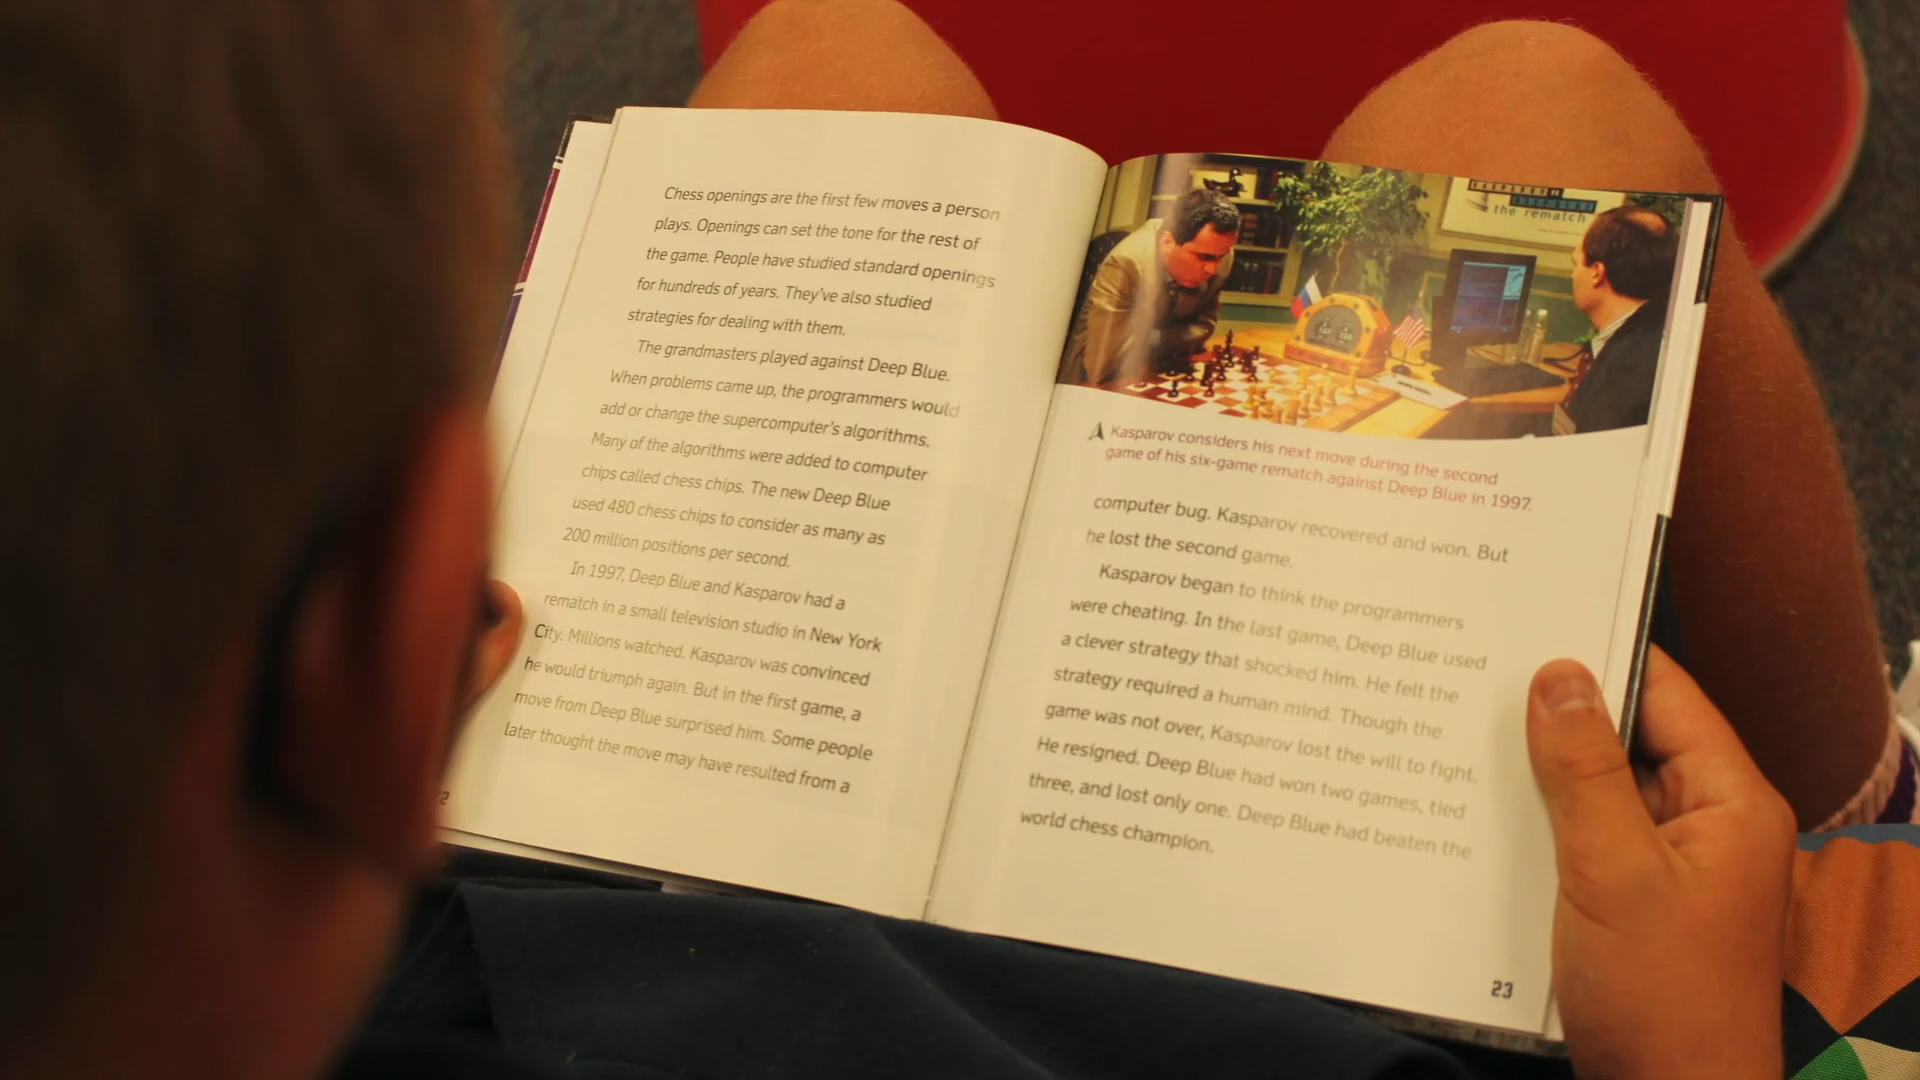 Chess openings are the first few moves a person
plays. Openings can set the tone for the rest of
the game. People have studied standard openings
for hundreds of years. They've also studied
strategies for dealing with them.
The grandmasters played against Deep Blue.
When problems came up, the programmers would
add or change the supercomputer's algorithms.
Many of the algorithms were added to computer
chips called chess chips. The new Deep Blue
used 480 chess chips to consider as many as
200 million positions per second.
In 1997, Deep Blue and Kasparov had a
rematch in a small television studio in New York
City. Millions watched. Kasparov was convinced
he would triumph again. But in the first game, a
move from Deep Blue surprised him. Some people
later thought the move may have resulted from a
2
the rematch
Kasparov considers his next move during the second
game of his six-game rematch against Deep Blue in 1997.
computer bug. Kasparov recovered and won. But
he lost the second game.
Kasparov began to think the programmers
were cheating. In the last game, Deep Blue used
a clever strategy that shocked him. He felt the
strategy required a human mind. Though the
game was not over, Kasparov lost the will to fight.
He resigned. Deep Blue had won two games, tied
three, and lost only one. Deep Blue had beaten the
world chess champion.
23